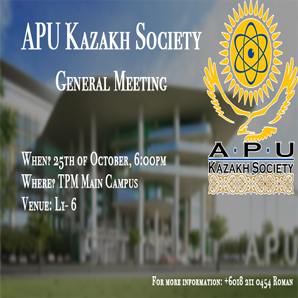 APU Kazakh Society
General Meeting
When? 25th of October, 6:00pm
Where? TPM Main Campus
Venue: L1- 6
A • P • U
Kazakh Society
For more information: +6018 211 0454 Roman
APU